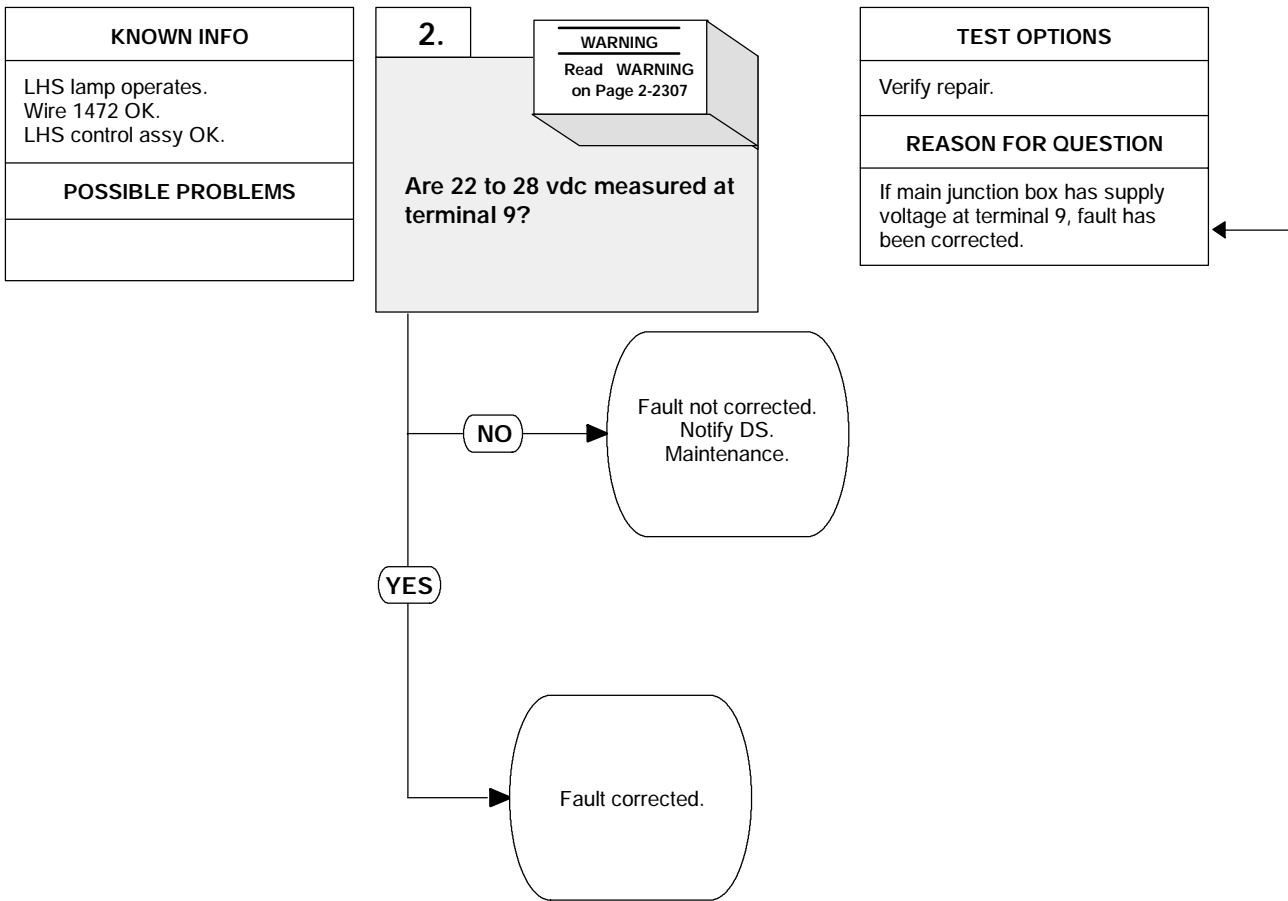 KNOWN INFO
LHS lamp operates.
Wire 1472 OK.
LHS control assy OK.
POSSIBLE PROBLEMS
2.
WARNING
Read WARNING
on Page 2-2307
Are 22 to 28 vdc measured at
terminal 9?
TEST OPTIONS
Verify repair.
REASON FOR QUESTION
If main junction box has supply
voltage at terminal 9, fault has
been corrected.
NO
Fault not corrected.
Notify DS.
Maintenance.
YES
Fault corrected.